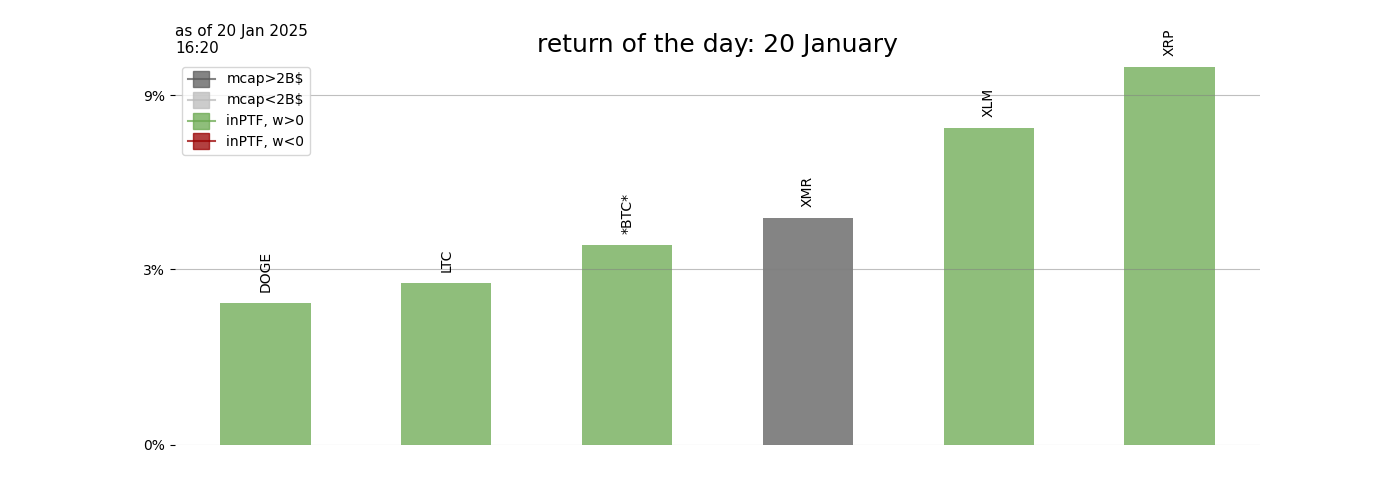 as of 20 Jan 2025
16:20
return of the day: 20 January
mcap>2B$
mcap<2B$
inPTF, w>0
inPTF, w<0
9%
3%
0%
DOGE
LTC
*BTC*
XMR
XLM
XRP